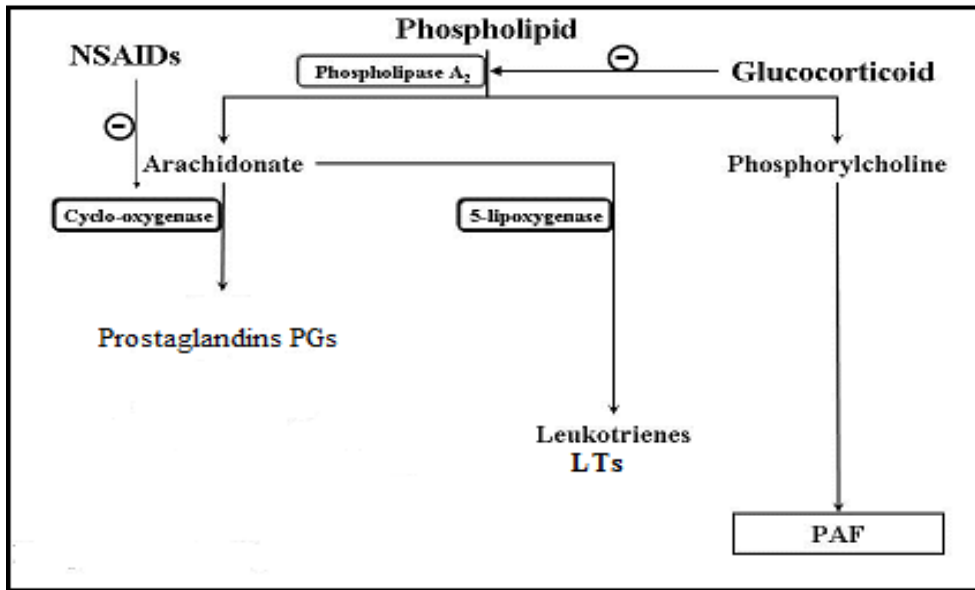 Phospholipid
NSAIDs
Phospholipase A₂
Glucocorticoid
Arachidonate
Phosphorylcholine
Cyclo-oxygenase
5-lipoxygenase
Prostaglandins PGs
Leukotrienes
LTs
PAF